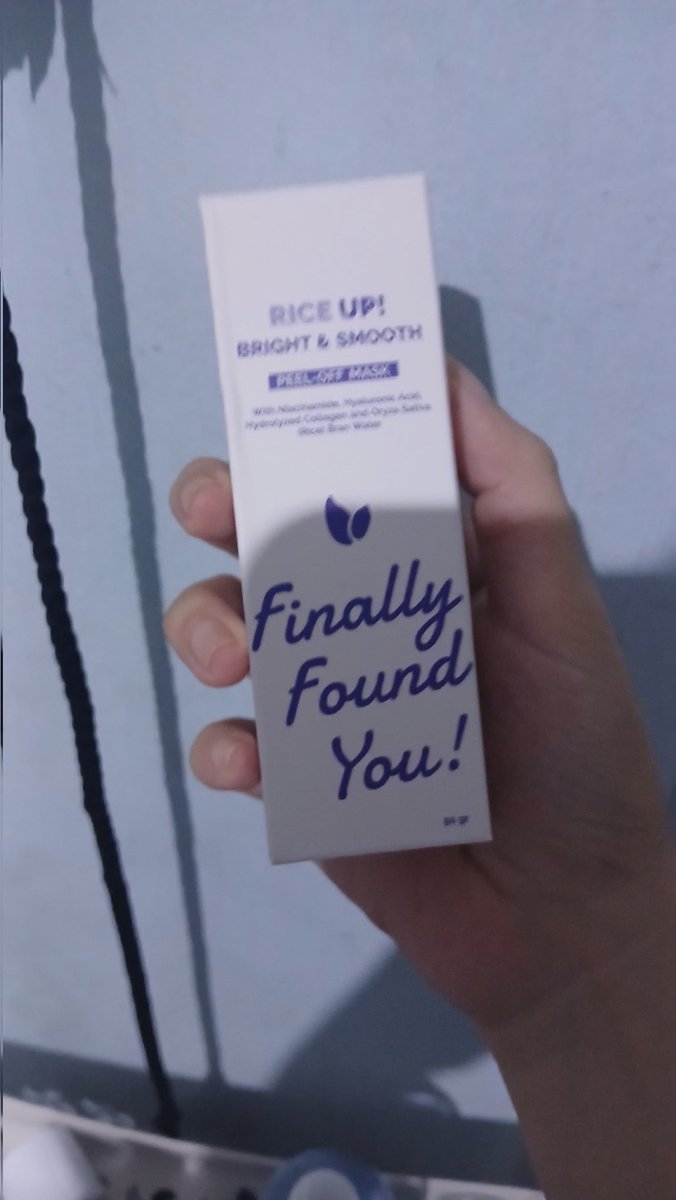 RICE UP!
BRIGHT & SMOOTH
PEEL-OFF MASK
With Niacinamide, Hyaluronic Acid,
Hydrolyzed Collagen and Oryza Sativa
(Rice) Bran Water
Finally
Found
You!
gr